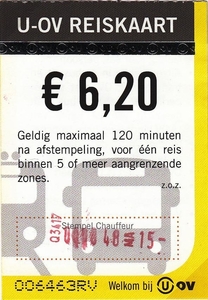 U-OV REISKAART
€ 6,20
Geldig maximaal 120 minuten
na afstempeling, voor één reis
binnen 5 of meer aangrenzende
zones.
z.o.z.
Stempel Chauffeur
006463RV
Welkom bij U OV